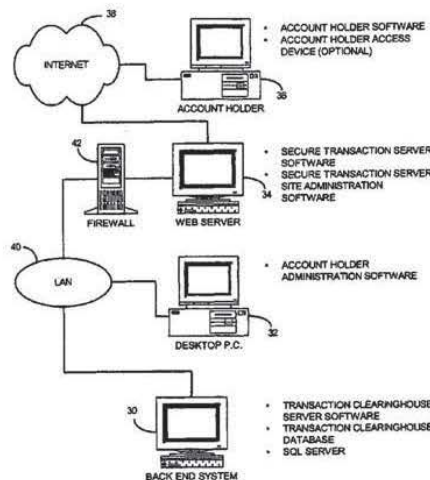 38
INTERNET
• ACCOUNT HOLDER SOFTWARE
• ACCOUNT HOLDER ACCESS
DEVICE (OPTIONAL)
36
ACCOUNT HOLDER
42
FIREWALL
34
WEB SERVER
• SECURE TRANSACTION SERVER
SOFTWARE
• SECURE TRANSACTION SERVER
SITE ADMINISTRATION
SOFTWARE
40
LAN
• ACCOUNT HOLDER
ADMINISTRATION SOFTWARE
32
DESKTOP P.C.
30
BACK END SYSTEM
• TRANSACTION CLEARINGHOUSE
SERVER SOFTWARE
• TRANSACTION CLEARINGHOUSE
DATABASE
• SQL SERVER